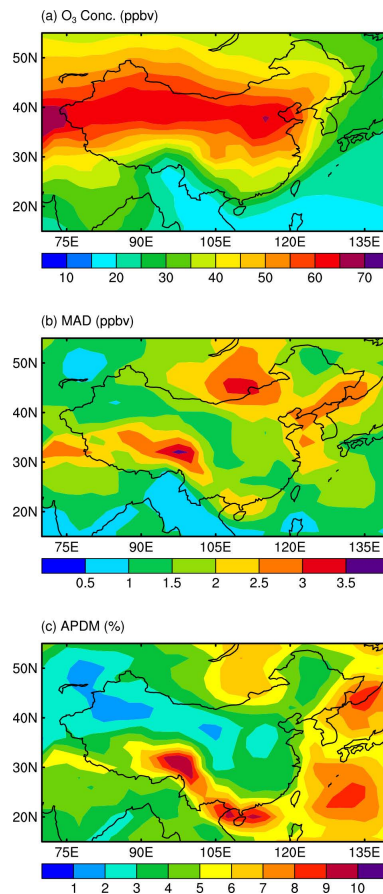 (a) O₃ Conc. (ppbv)
50N
40N
30N
20N
75E 90E 105E 120E 135E
10 20 30 40 50 60 70
(b) MAD (ppbv)
50N
40N
30N
20N
75E 90E 105E 120E 135E
0.5 1 1.5 2 2.5 3 3.5
(c) APDM (%)
50N
40N
30N
20N
75E 90E 105E 120E 135E
1 2 3 4 5 6 7 8 9 10